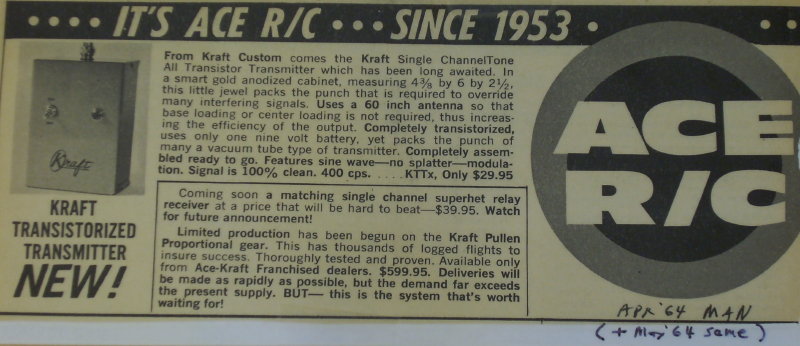 •••• IT'S ACE R/C ••• SINCE 1953 •
From Kraft Custom comes the Kraft Single ChannelTone
All Transistor Transmitter which has been long awaited. In
a smart gold anodized cabinet, measuring 4⅜ by 6 by 2½,
this little jewel packs the punch that is required to override
many interfering signals. Uses a 60 inch antenna so that
base loading or center loading is not required, thus increas-
ing the efficiency of the output. Completely transistorized,
uses only one nine volt battery, yet packs the punch of
many a vacuum tube type of transmitter. Completely assem-
bled ready to go. Features sine wave—no splatter—modula-
tion. Signal is 100% clean. 400 cps. ....KTTx, Only $29.95
Kraft
KRAFT
TRANSISTORIZED
TRANSMITTER
NEW!
Coming soon a matching single channel superhet relay
receiver at a price that will be hard to beat—$39.95. Watch
for future announcement!
Limited production has been begun on the Kraft Pullen
Proportional gear. This has thousands of logged flights to
insure success. Thoroughly tested and proven. Available only
from Ace-Kraft Franchised dealers. $599.95. Deliveries will
be made as rapidly as possible, but the demand far exceeds
the present supply. BUT— this is the system that's worth
waiting for!
ACE
R/C
APR '64 MAN
(+ May '64 same)